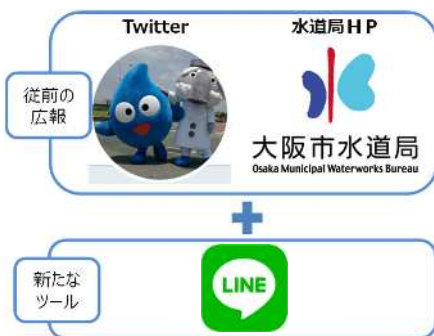 Twitter
水道局HP
従前の
広報
大阪市水道局
Osaka Municipal Waterworks Bureau
新たな
ツール
LINE